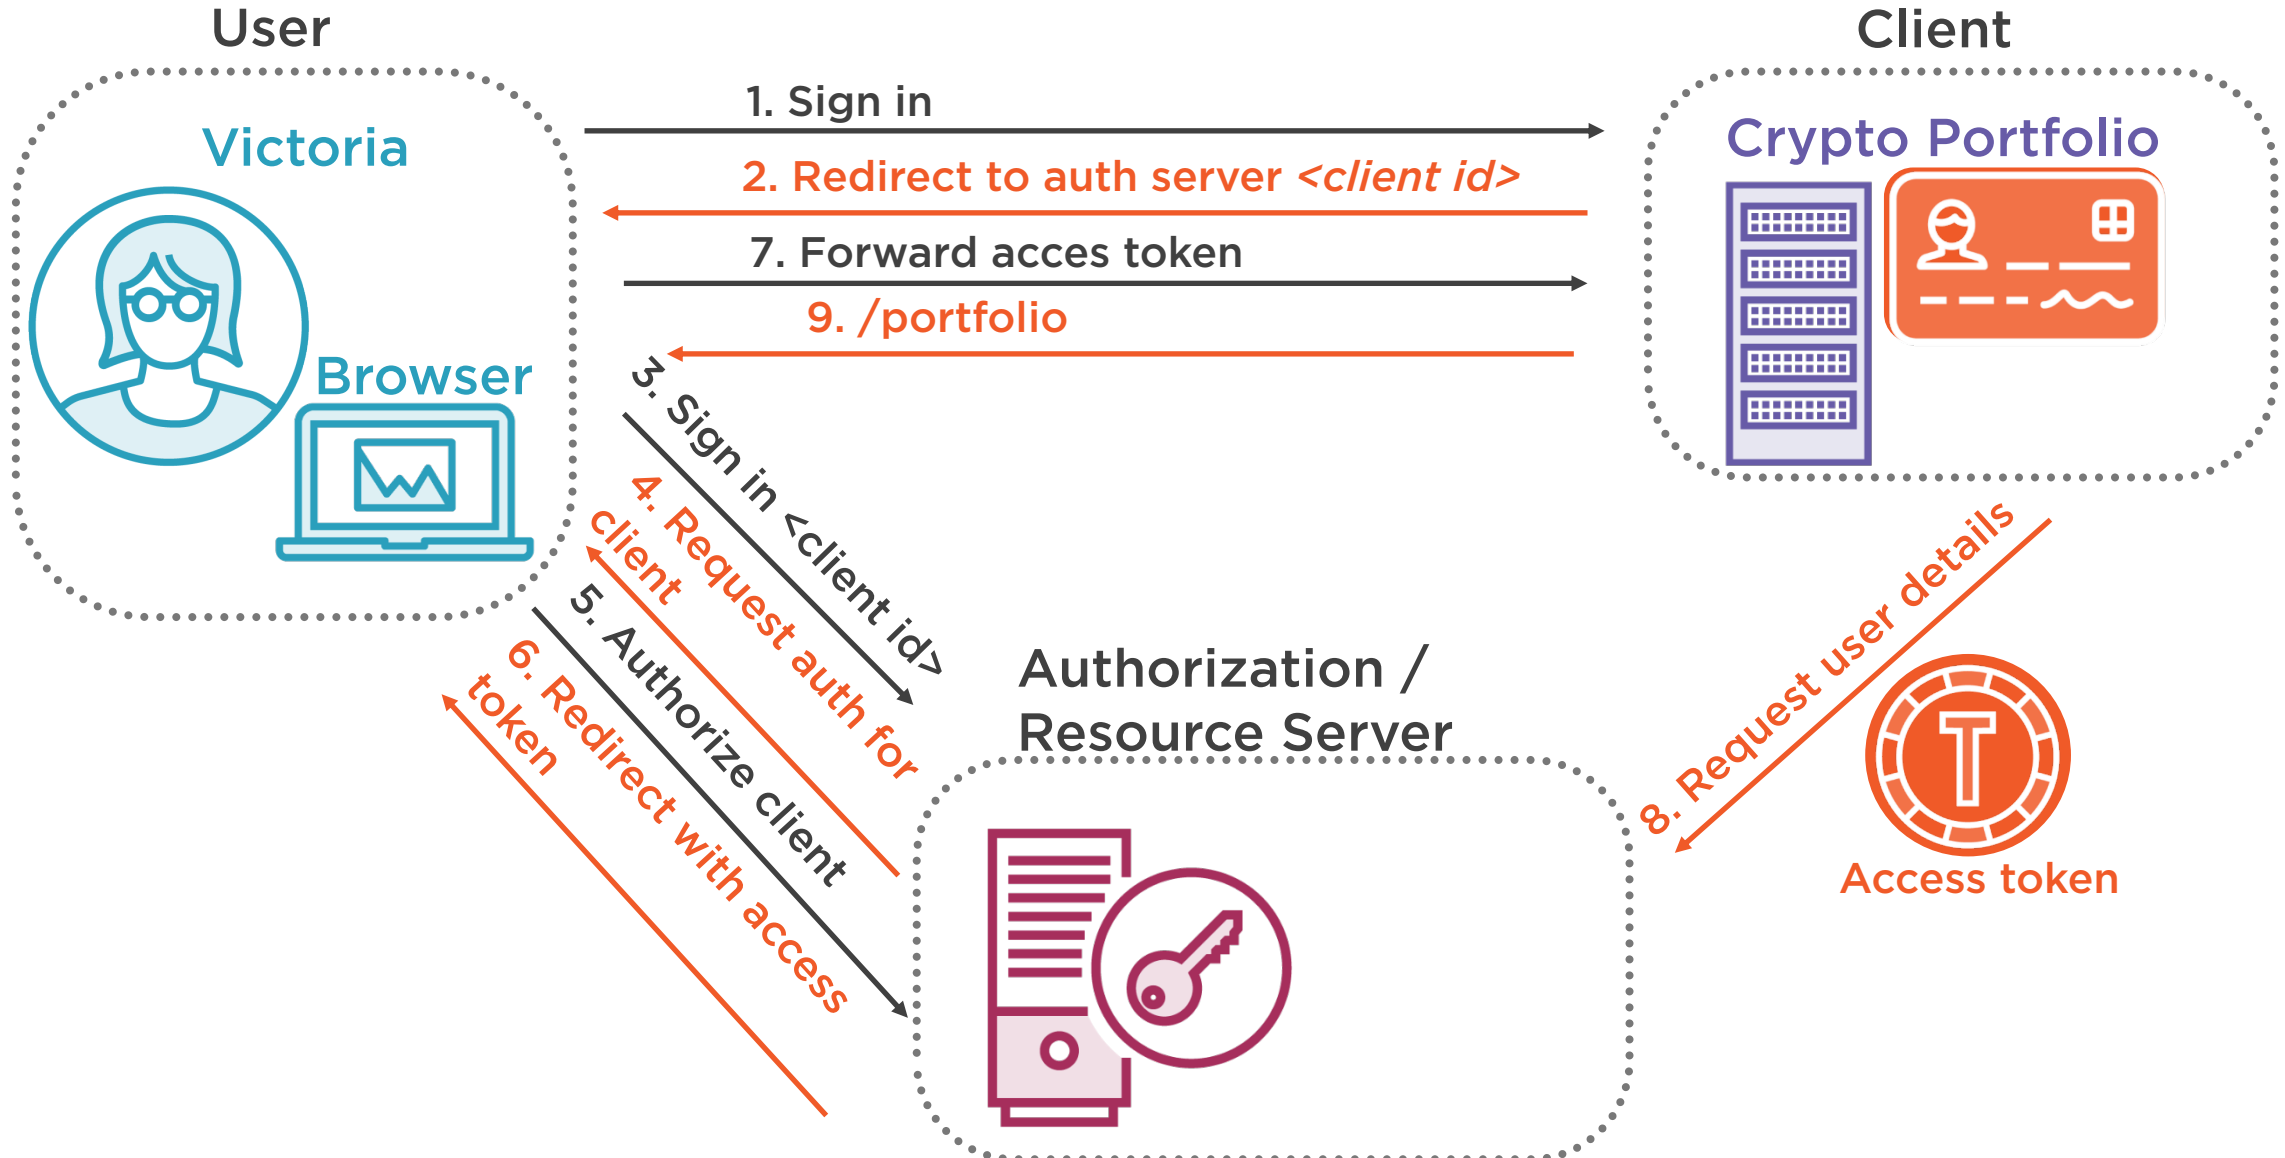 User
Client
Victoria
Browser
Crypto Portfolio
1. Sign in
2. Redirect to auth server <client id>
7. Forward acces token
9. /portfolio
3. Sign in <client id>
4. Request auth for
client
5. Authorize client
6. Redirect with access
token
Authorization /
Resource Server
8. Request user details
T
Access token